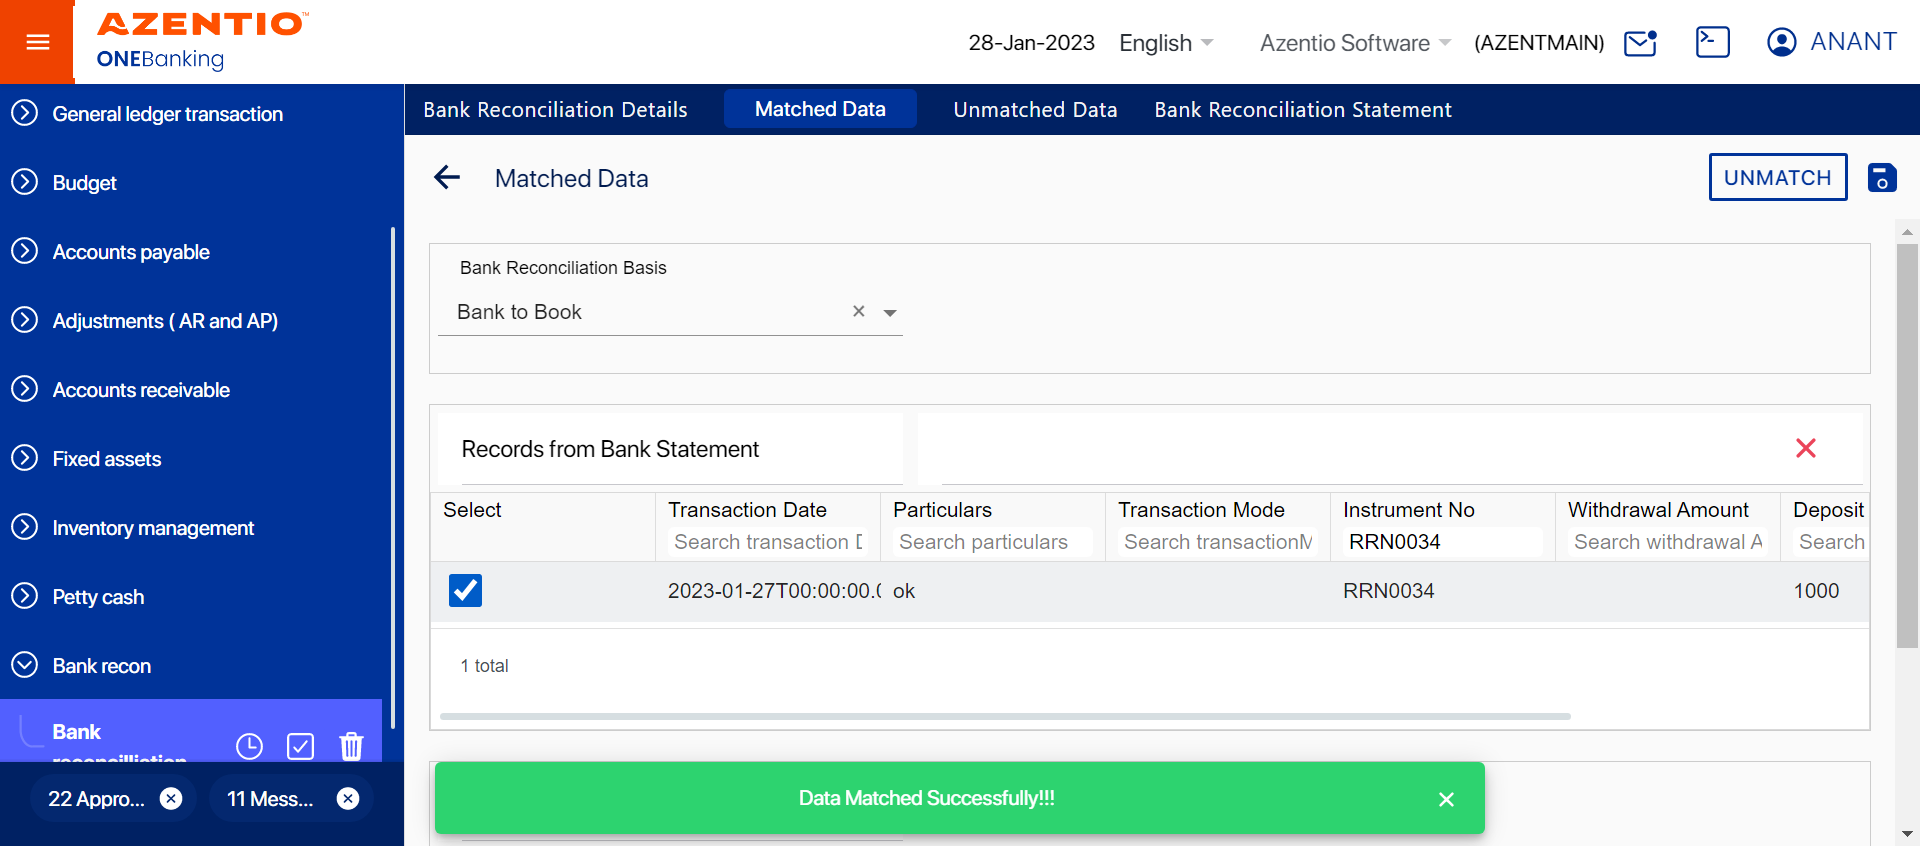 AZENTIO™
ONEBanking
28-Jan-2023
English
Azentio Software
(AZENTMAIN)
ANANT
General ledger transaction
Budget
Accounts payable
Adjustments ( AR and AP)
Accounts receivable
Fixed assets
Inventory management
Petty cash
Bank recon
Bank
reconcilliation
22 Appro...
11 Mess...
Bank Reconciliation Details
Matched Data
Unmatched Data
Bank Reconciliation Statement
Matched Data
UNMATCH
Bank Reconciliation Basis
Bank to Book
Records from Bank Statement
Select
Transaction Date
Particulars
Transaction Mode
Instrument No
Withdrawal Amount
Deposit
Search transaction D
Search particulars
Search transactionM
RRN0034
Search withdrawal A
Search
2023-01-27T00:00:00.0
ok
RRN0034
1000
1 total
Data Matched Successfully!!!